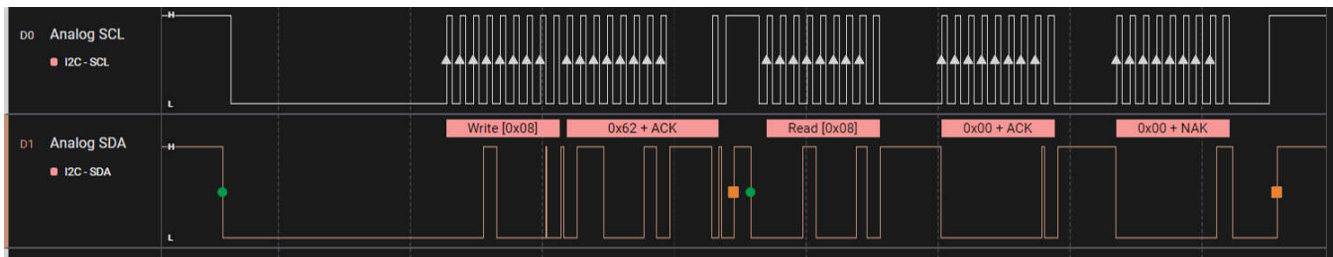 D0 Analog SCL
I2C - SCL
H
L
Write [0x08] 0x62 + ACK Read [0x08] 0x00 + ACK 0x00 + NAK
D1 Analog SDA
I2C - SDA
H
L